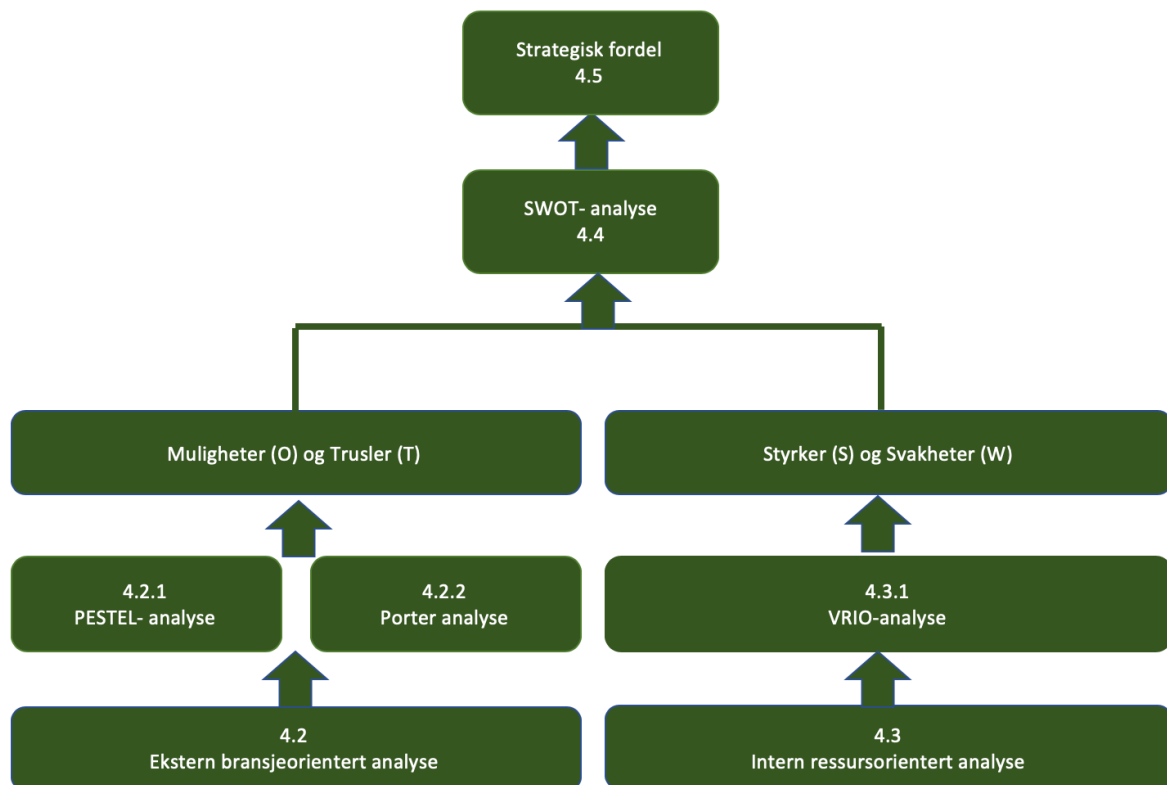 Strategisk fordel
4.5
SWOT- analyse
4.4
Muligheter (O) og Trusler (T)
Styrker (S) og Svakheter (W)
4.2.1
PESTEL- analyse
4.2.2
Porter analyse
4.3.1
VRIO-analyse
4.2
Ekstern bransjeorientert analyse
4.3
Intern ressursorientert analyse